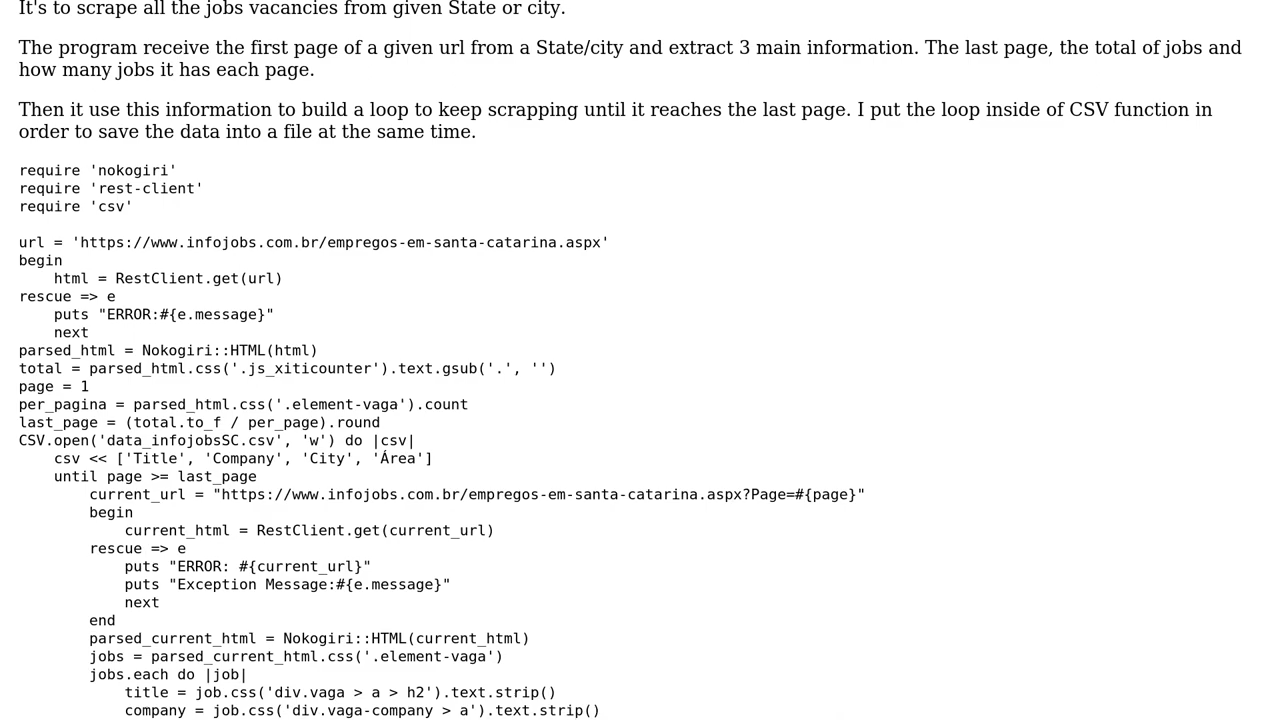 It's to scrape all the jobs vacancies from given State or city.
The program receive the first page of a given url from a State/city and extract 3 main information. The last page, the total of jobs and
how many jobs it has each page.
Then it use this information to build a loop to keep scrapping until it reaches the last page. I put the loop inside of CSV function in
order to save the data into a file at the same time.
require 'nokogiri'
require 'rest-client'
require 'csv'
url = 'https://www.infojobs.com.br/empregos-em-santa-catarina.aspx'
begin
    html = RestClient.get(url)
rescue => e
    puts "ERROR:#{e.message}"
    next
parsed_html = Nokogiri::HTML(html)
total = parsed_html.css('.js_xiticounter').text.gsub('.', '')
page = 1
per_pagina = parsed_html.css('.element-vaga').count
last_page = (total.to_f / per_page).round
CSV.open('data_infojobsSC.csv', 'w') do |csv|
    csv << ['Title', 'Company', 'City', 'Área']
    until page >= last_page
        current_url = "https://www.infojobs.com.br/empregos-em-santa-catarina.aspx?Page=#{page}"
        begin
            current_html = RestClient.get(current_url)
        rescue => e
            puts "ERROR: #{current_url}"
            puts "Exception Message:#{e.message}"
            next
        end
        parsed_current_html = Nokogiri::HTML(current_html)
        jobs = parsed_current_html.css('.element-vaga')
        jobs.each do |job|
            title = job.css('div.vaga > a > h2').text.strip()
            company = job.css('div.vaga-company > a').text.strip()